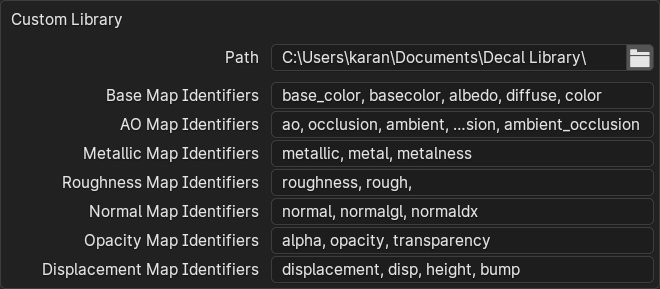 Custom Library
Path C:\Users\karan\Documents\Decal Library\
Base Map Identifiers base_color, basecolor, albedo, diffuse, color
AO Map Identifiers ao, occlusion, ambient, ...sion, ambient_occlusion
Metallic Map Identifiers metallic, metal, metalness
Roughness Map Identifiers roughness, rough,
Normal Map Identifiers normal, normalgl, normaldx
Opacity Map Identifiers alpha, opacity, transparency
Displacement Map Identifiers displacement, disp, height, bump